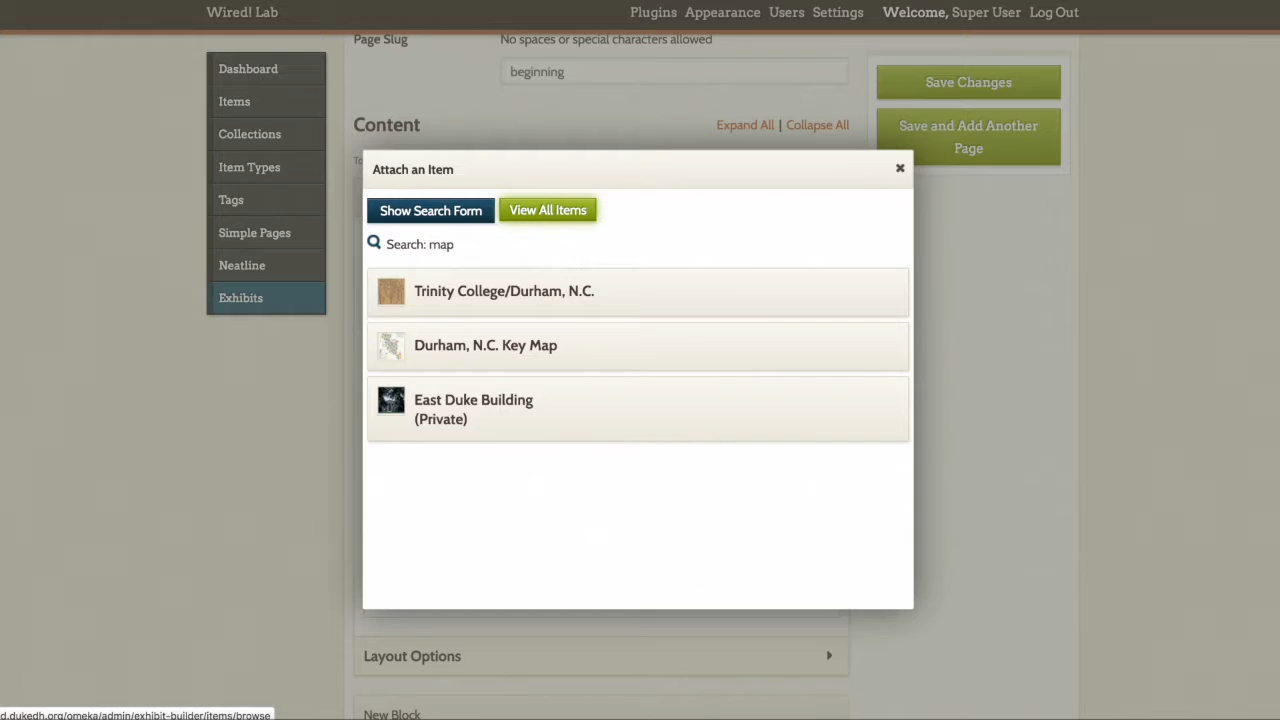 Wired! Lab
Plugins Appearance Users Settings Welcome, Super User Log Out
Page Slug
No spaces or special characters allowed
beginning
Dashboard
Items
Collections
Item Types
Tags
Simple Pages
Neatline
Exhibits
Save Changes
Save and Add Another
Page
Content
Expand All | Collapse All
To
Attach an Item
Show Search Form
View All Items
Search: map
Trinity College/Durham, N.C.
Durham, N.C. Key Map
East Duke Building
(Private)
Layout Options
New Block
d.dukedh.org/omeka/admin/exhibit-builder/items/browse